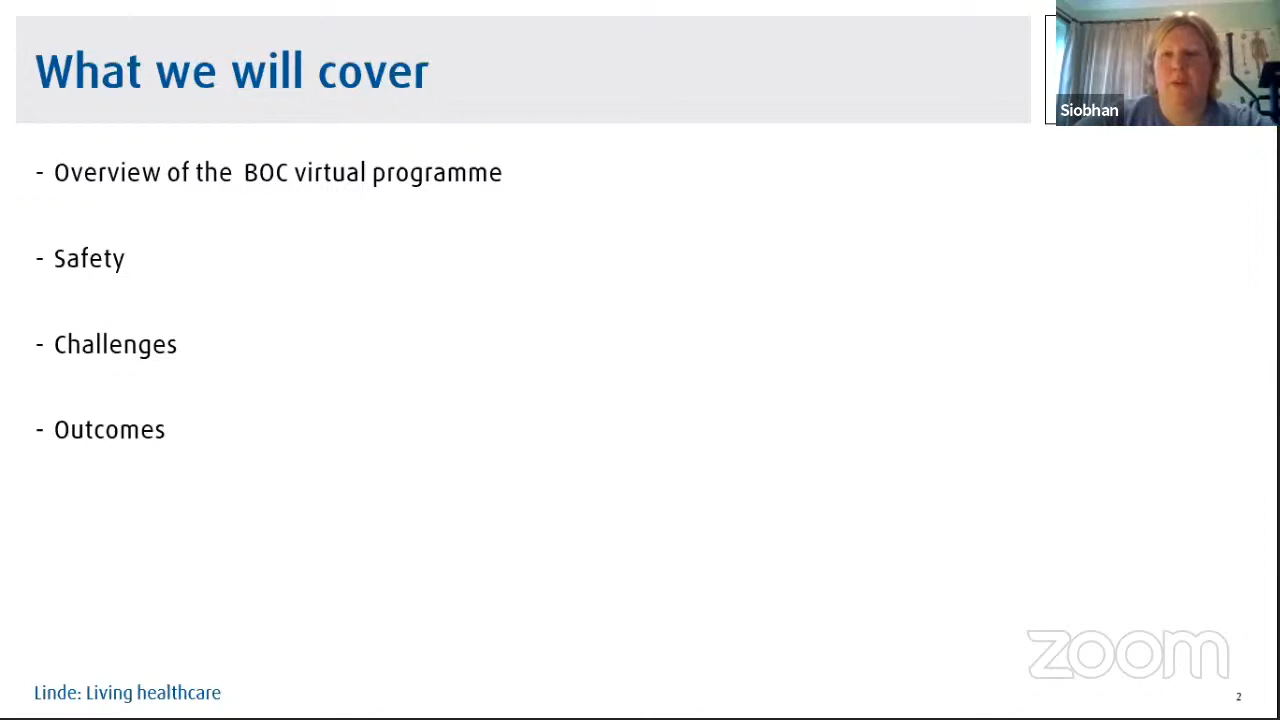 What we will cover
Siobhan
- Overview of the BOC virtual programme
- Safety
- Challenges
- Outcomes
zoom
Linde: Living healthcare
2